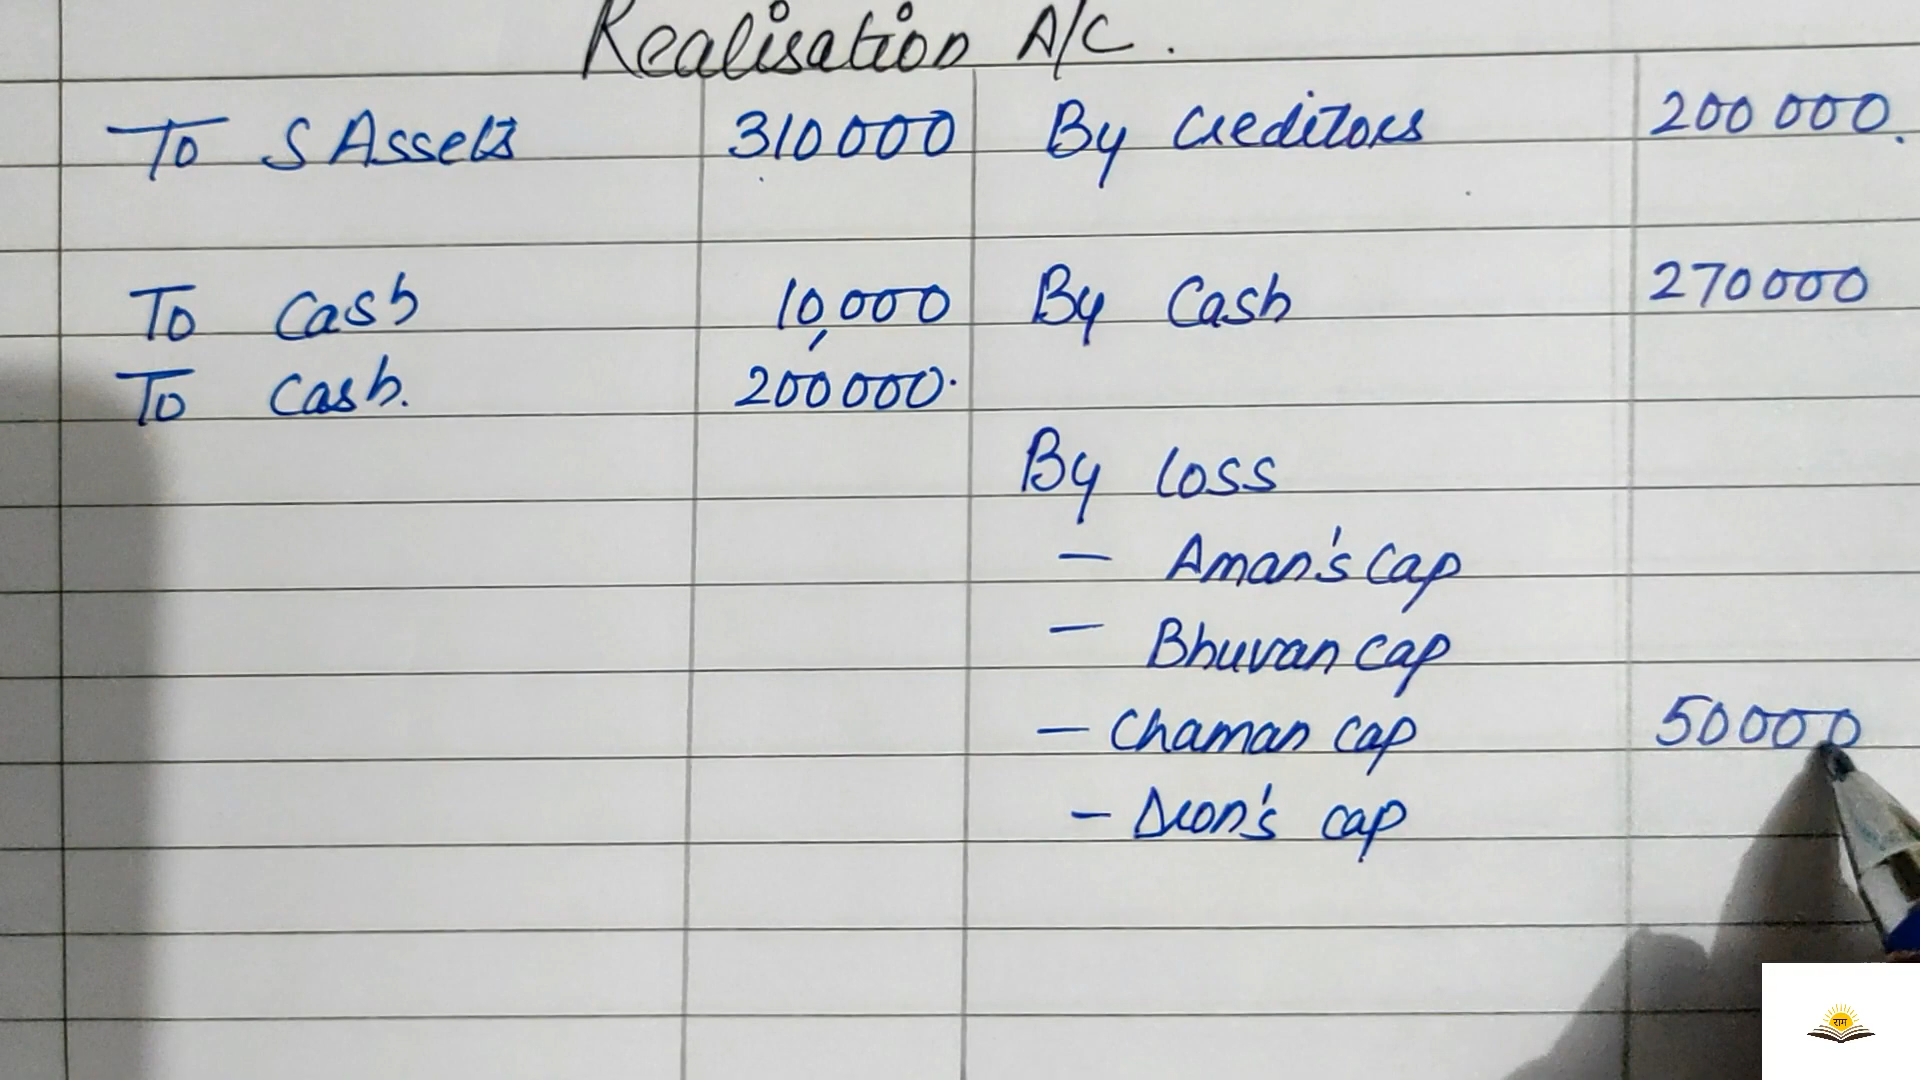 Realisation A/C.
To S Assets 310000 By Creditors 200000.
To Cash 10,000 By Cash 270000
To Cash. 200000.
By loss
- Aman's Cap
- Bhuvan Cap
- Chaman Cap 50000
- Deon's Cap
राम